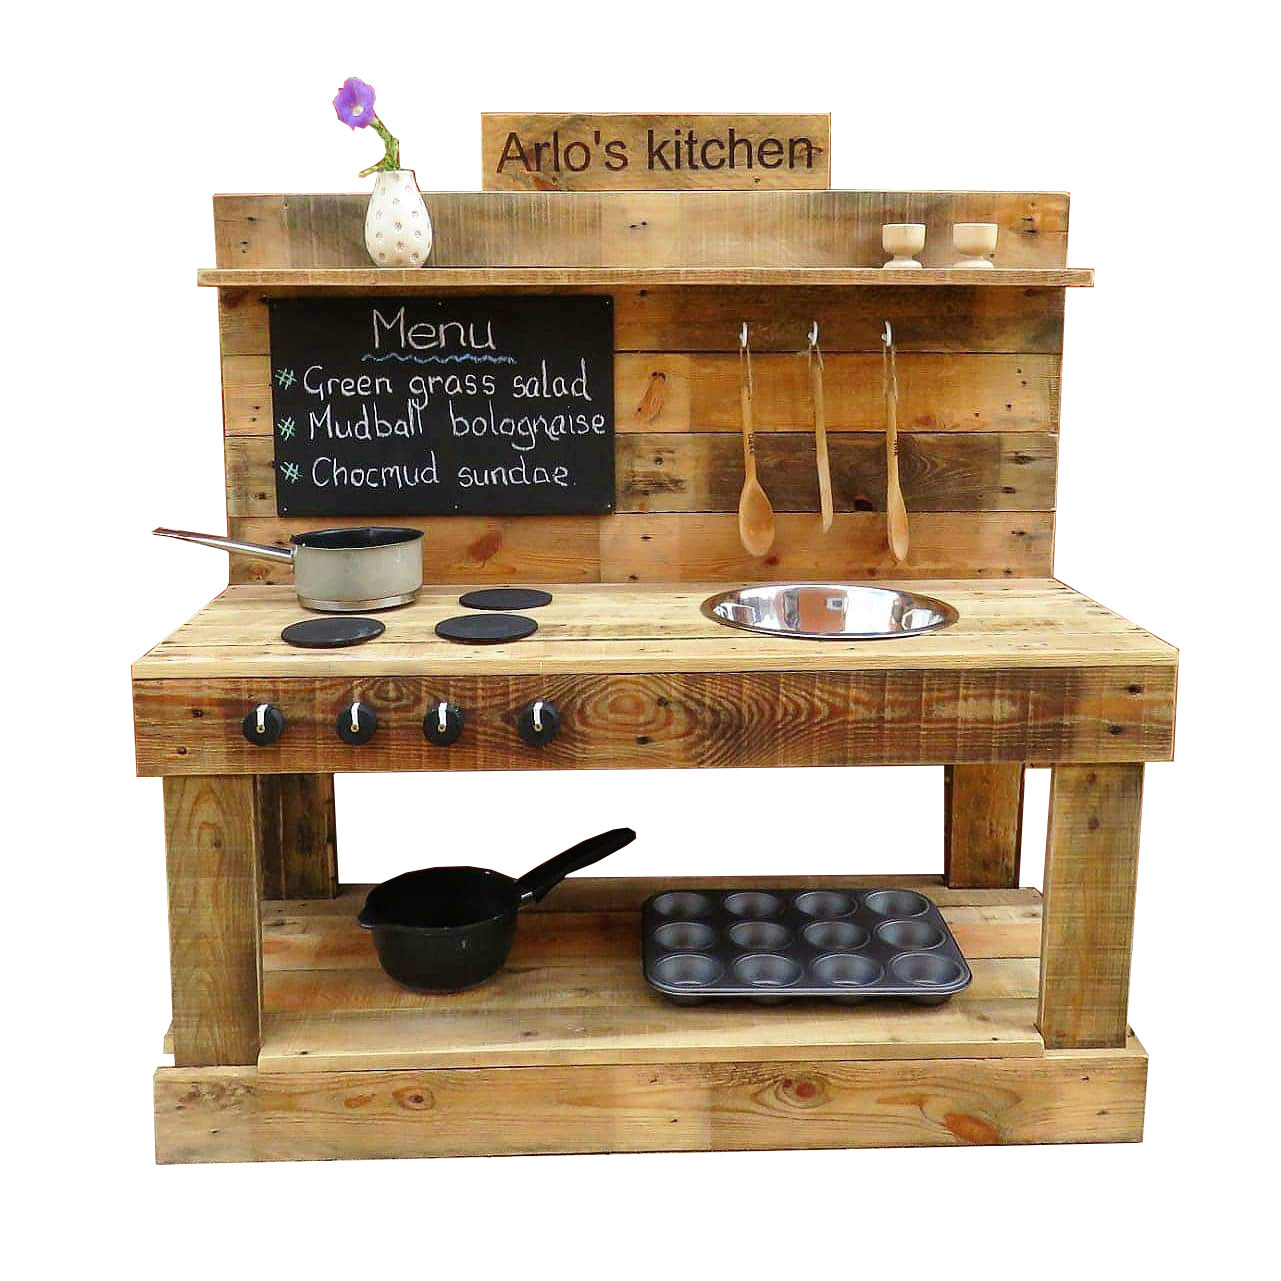 Arlo's kitchen
Menu
# Green grass salad
* Mudball bolognaise
* Chocmud sundae.